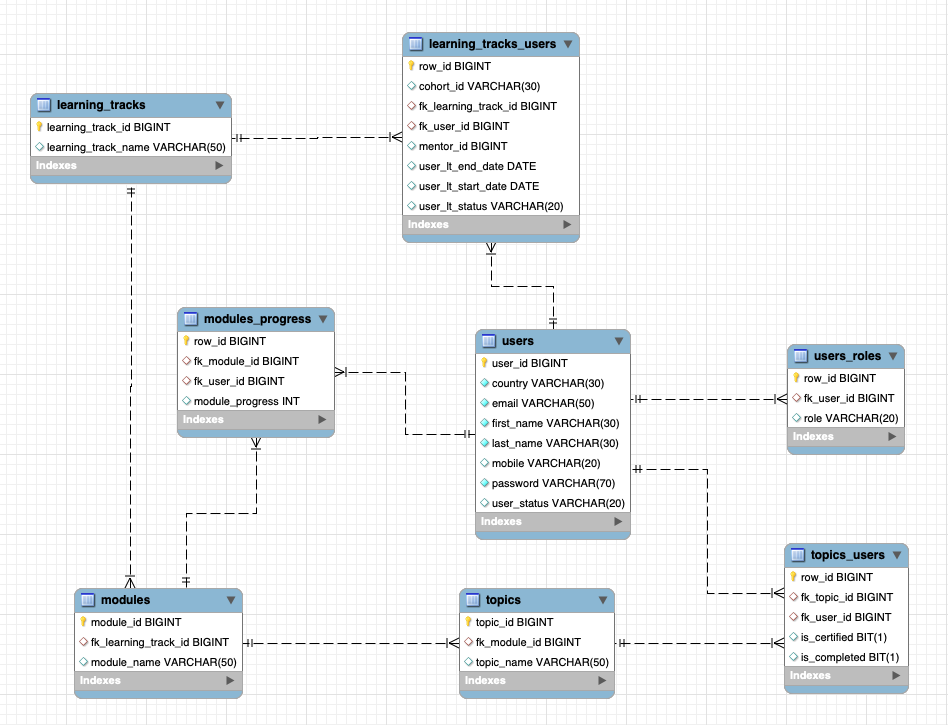 learning_tracks_users
row_id BIGINT
cohort_id VARCHAR(30)
fk_learning_track_id BIGINT
fk_user_id BIGINT
mentor_id BIGINT
user_lt_end_date DATE
user_lt_start_date DATE
user_lt_status VARCHAR(20)
Indexes
learning_tracks
learning_track_id BIGINT
learning_track_name VARCHAR(50)
Indexes
modules_progress
row_id BIGINT
fk_module_id BIGINT
fk_user_id BIGINT
module_progress INT
Indexes
users
user_id BIGINT
country VARCHAR(30)
email VARCHAR(50)
first_name VARCHAR(30)
last_name VARCHAR(30)
mobile VARCHAR(20)
password VARCHAR(70)
user_status VARCHAR(20)
Indexes
users_roles
row_id BIGINT
fk_user_id BIGINT
role VARCHAR(20)
Indexes
modules
module_id BIGINT
fk_learning_track_id BIGINT
module_name VARCHAR(50)
Indexes
topics
topic_id BIGINT
fk_module_id BIGINT
topic_name VARCHAR(50)
Indexes
topics_users
row_id BIGINT
fk_topic_id BIGINT
fk_user_id BIGINT
is_certified BIT(1)
is_completed BIT(1)
Indexes